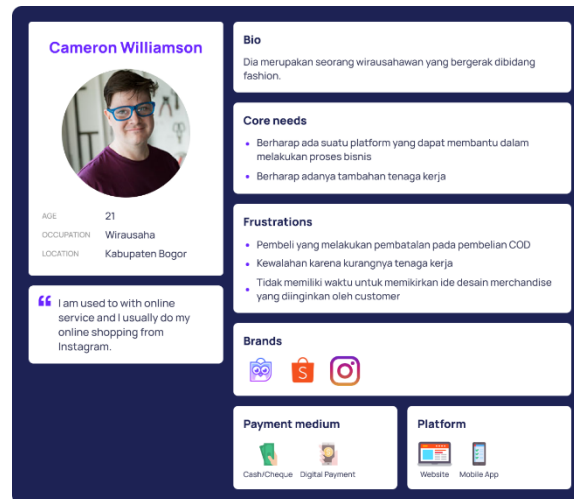 Cameron Williamson
AGE 21
OCCUPATION Wirausaha
LOCATION Kabupaten Bogor
I am used to with online
service and I usually do my
online shopping from
Instagram.
Bio
Dia merupakan seorang wirausahawan yang bergerak dibidang
fashion.
Core needs
Berharap ada suatu platform yang dapat membantu dalam
melakukan proses bisnis
Berharap adanya tambahan tenaga kerja
Frustrations
Pembeli yang melakukan pembatalan pada pembelian COD
Kewalahan karena kurangnya tenaga kerja
Tidak memiliki waktu untuk memikirkan ide desain merchandise
yang diinginkan oleh customer
Brands
S
Payment medium
Cash/Cheque Digital Payment
Platform
Website Mobile App